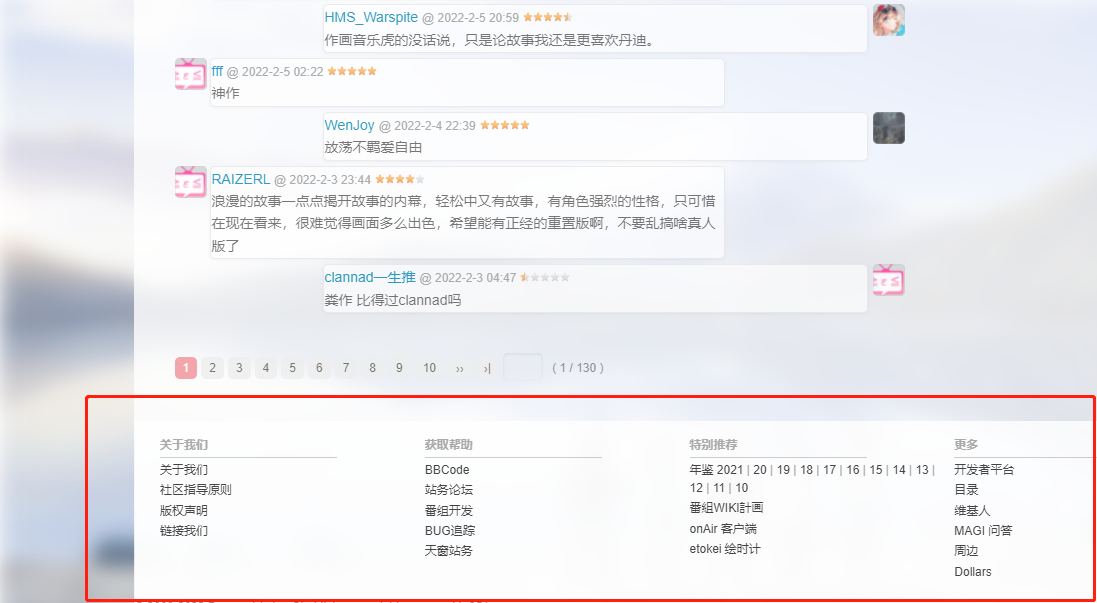 HMS_Warspite @ 2022-2-5 20:59
作画音乐虎的没话说，只是论故事我还是更喜欢丹迪。
fff @ 2022-2-5 02:22
神作
WenJoy @ 2022-2-4 22:39
放荡不羁爱自由
RAIZERL @ 2022-2-3 23:44
浪漫的故事一点点揭开故事的内幕，轻松中又有故事，有角色强烈的性格，只可惜
在现在看来，很难觉得画面多么出色，希望能有正经的重置版啊，不要乱搞啥真人
版了
clannad一生推 @ 2022-2-3 04:47
粪作 比得过clannad吗
1 2 3 4 5 6 7 8 9 10 ›› ›| ( 1 / 130 )
关于我们
关于我们
社区指导原则
版权声明
链接我们
获取帮助
BBCode
站务论坛
番组开发
BUG追踪
天窗站务
特别推荐
年鉴 2021 | 20 | 19 | 18 | 17 | 16 | 15 | 14 | 13 |
12 | 11 | 10
番组WIKI計画
onAir 客户端
etokei 绘时计
更多
开发者平台
目录
维基人
MAGI 问答
周边
Dollars